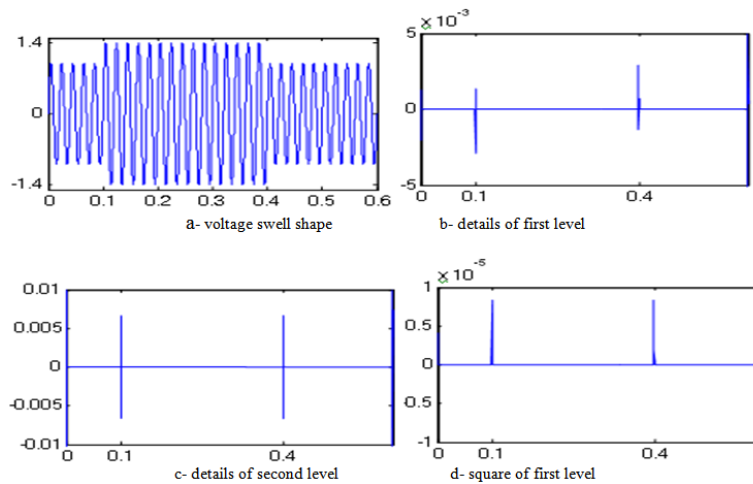 1.4
0
-1.4
0 0.1 0.2 0.3 0.4 0.5 0.6
a- voltage swell shape
× 10^-3
5
0
-5
0 0.1 0.4
b- details of first level
0.01
0.005
0
-0.005
-0.01
0 0.1 0.4
c- details of second level
× 10^-5
1
0.5
0
-0.5
-1
0 0.1 0.4
d- square of first level